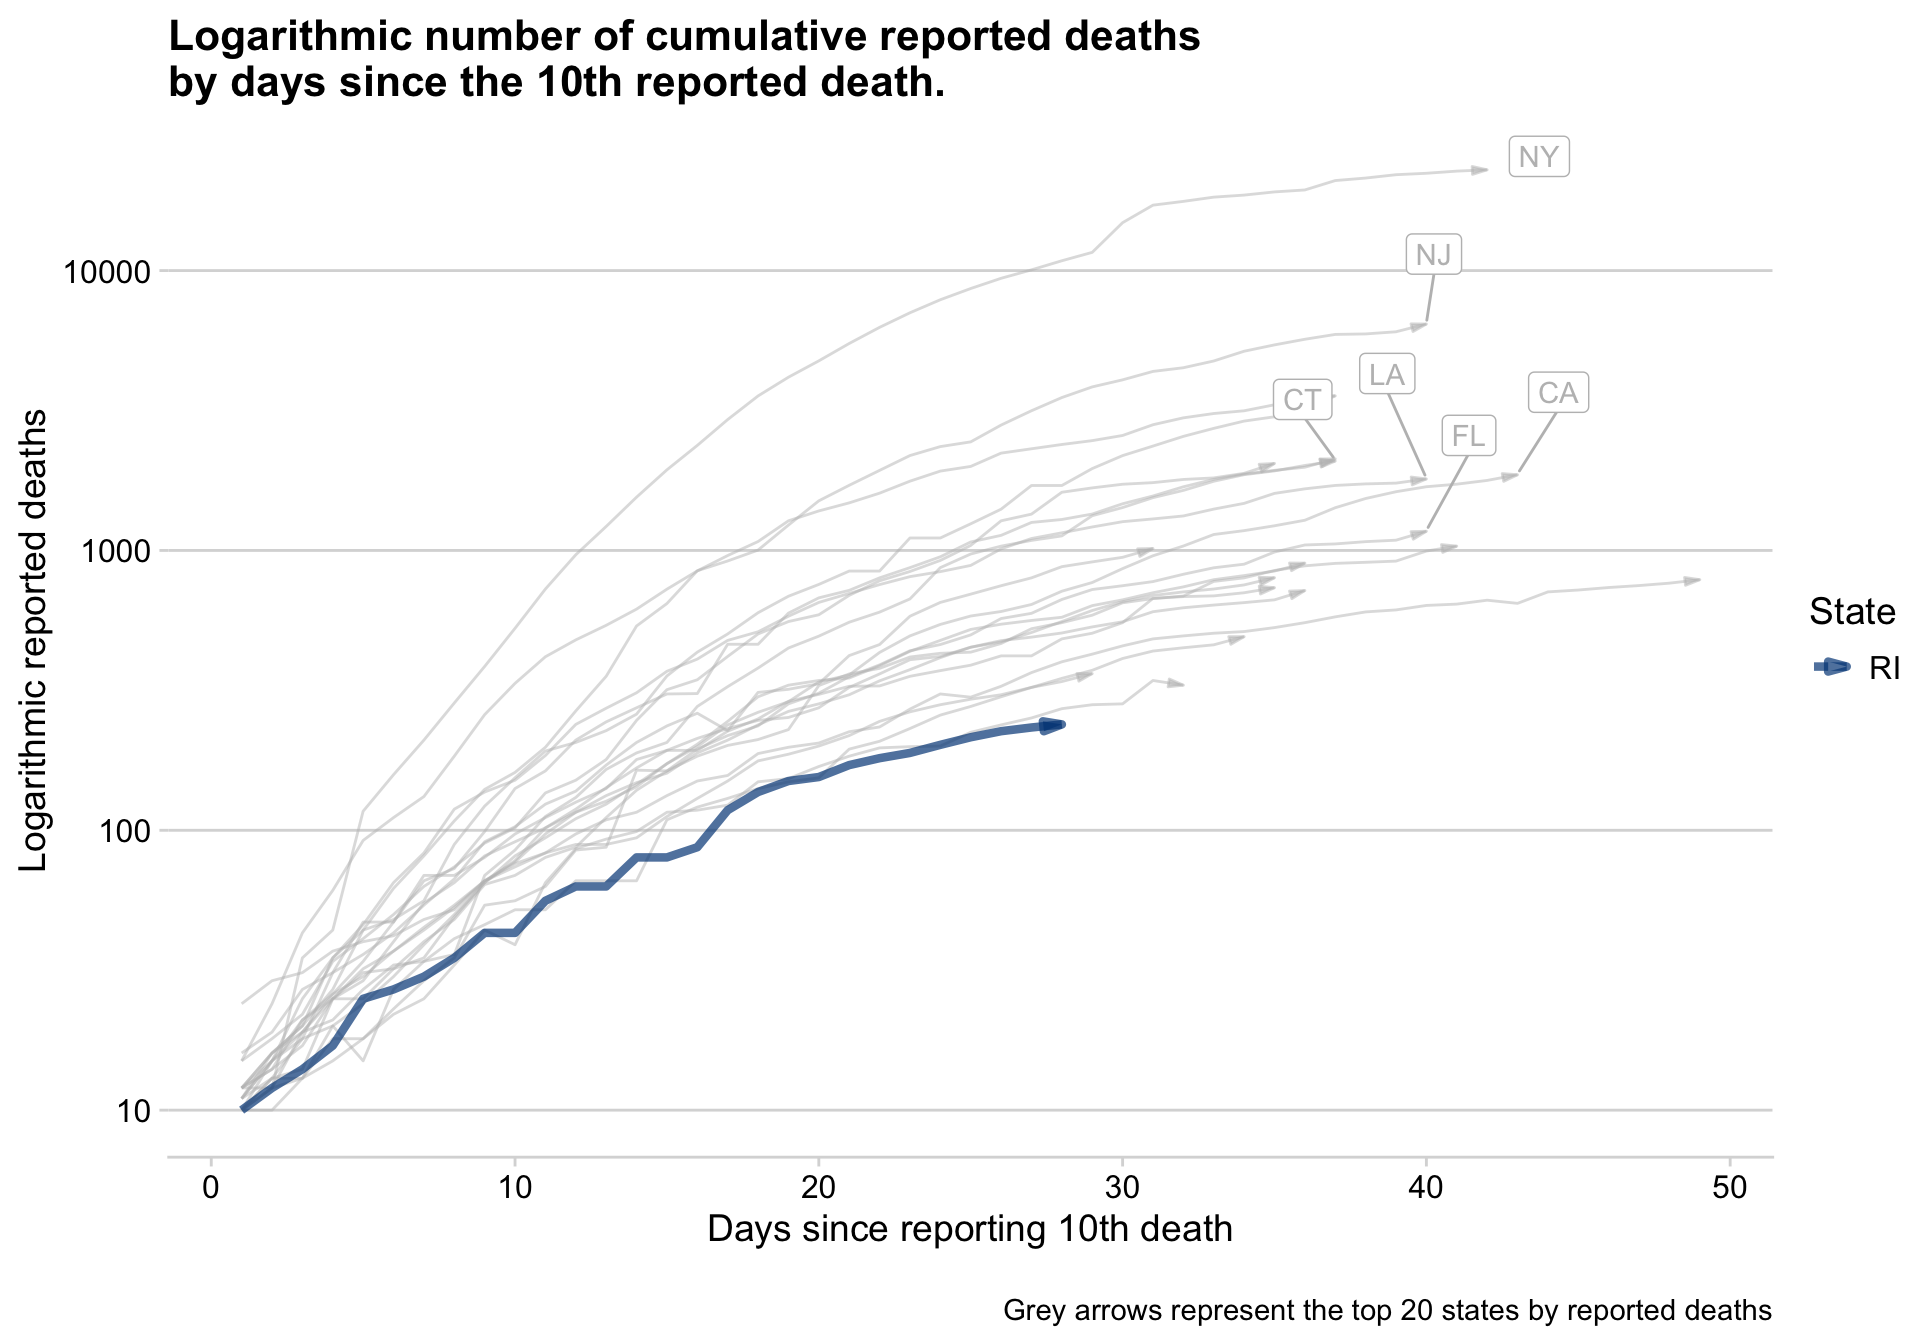 Logarithmic number of cumulative reported deaths
by days since the 10th reported death.
NY
NJ
LA
CA
CT
FL
10000
1000
100
10
Logarithmic reported deaths
State
RI
0 10 20 30 40 50
Days since reporting 10th death
Grey arrows represent the top 20 states by reported deaths